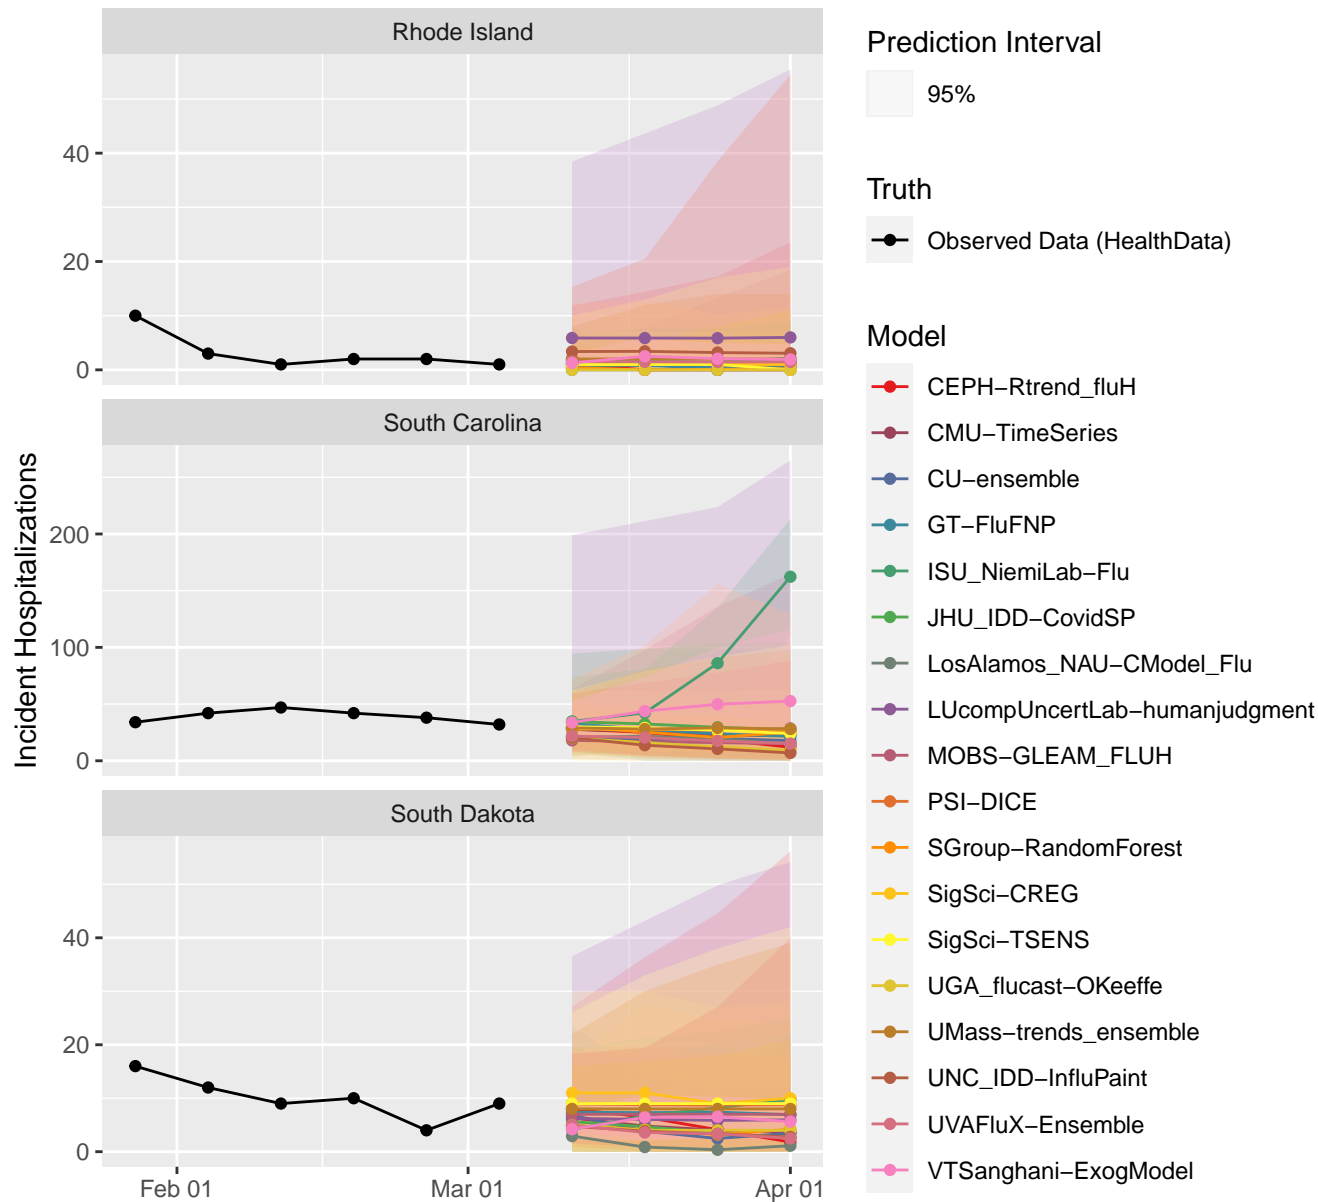 Rhode Island
40
20
0
South Carolina
200
100
0
South Dakota
40
20
0
Feb 01
Mar 01
Apr 01
Incident Hospitalizations
Prediction Interval
95%
Truth
Observed Data (HealthData)
Model
CEPH−Rtrend_fluH
CMU−TimeSeries
CU−ensemble
GT−FluFNP
ISU_NiemiLab−Flu
JHU_IDD−CovidSP
LosAlamos_NAU−CModel_Flu
LUcompUncertLab−humanjudgment
MOBS−GLEAM_FLUH
PSI−DICE
SGroup−RandomForest
SigSci−CREG
SigSci−TSENS
UGA_flucast−OKeeffe
UMass−trends_ensemble
UNC_IDD−InfluPaint
UVAFluX−Ensemble
VTSanghani−ExogModel